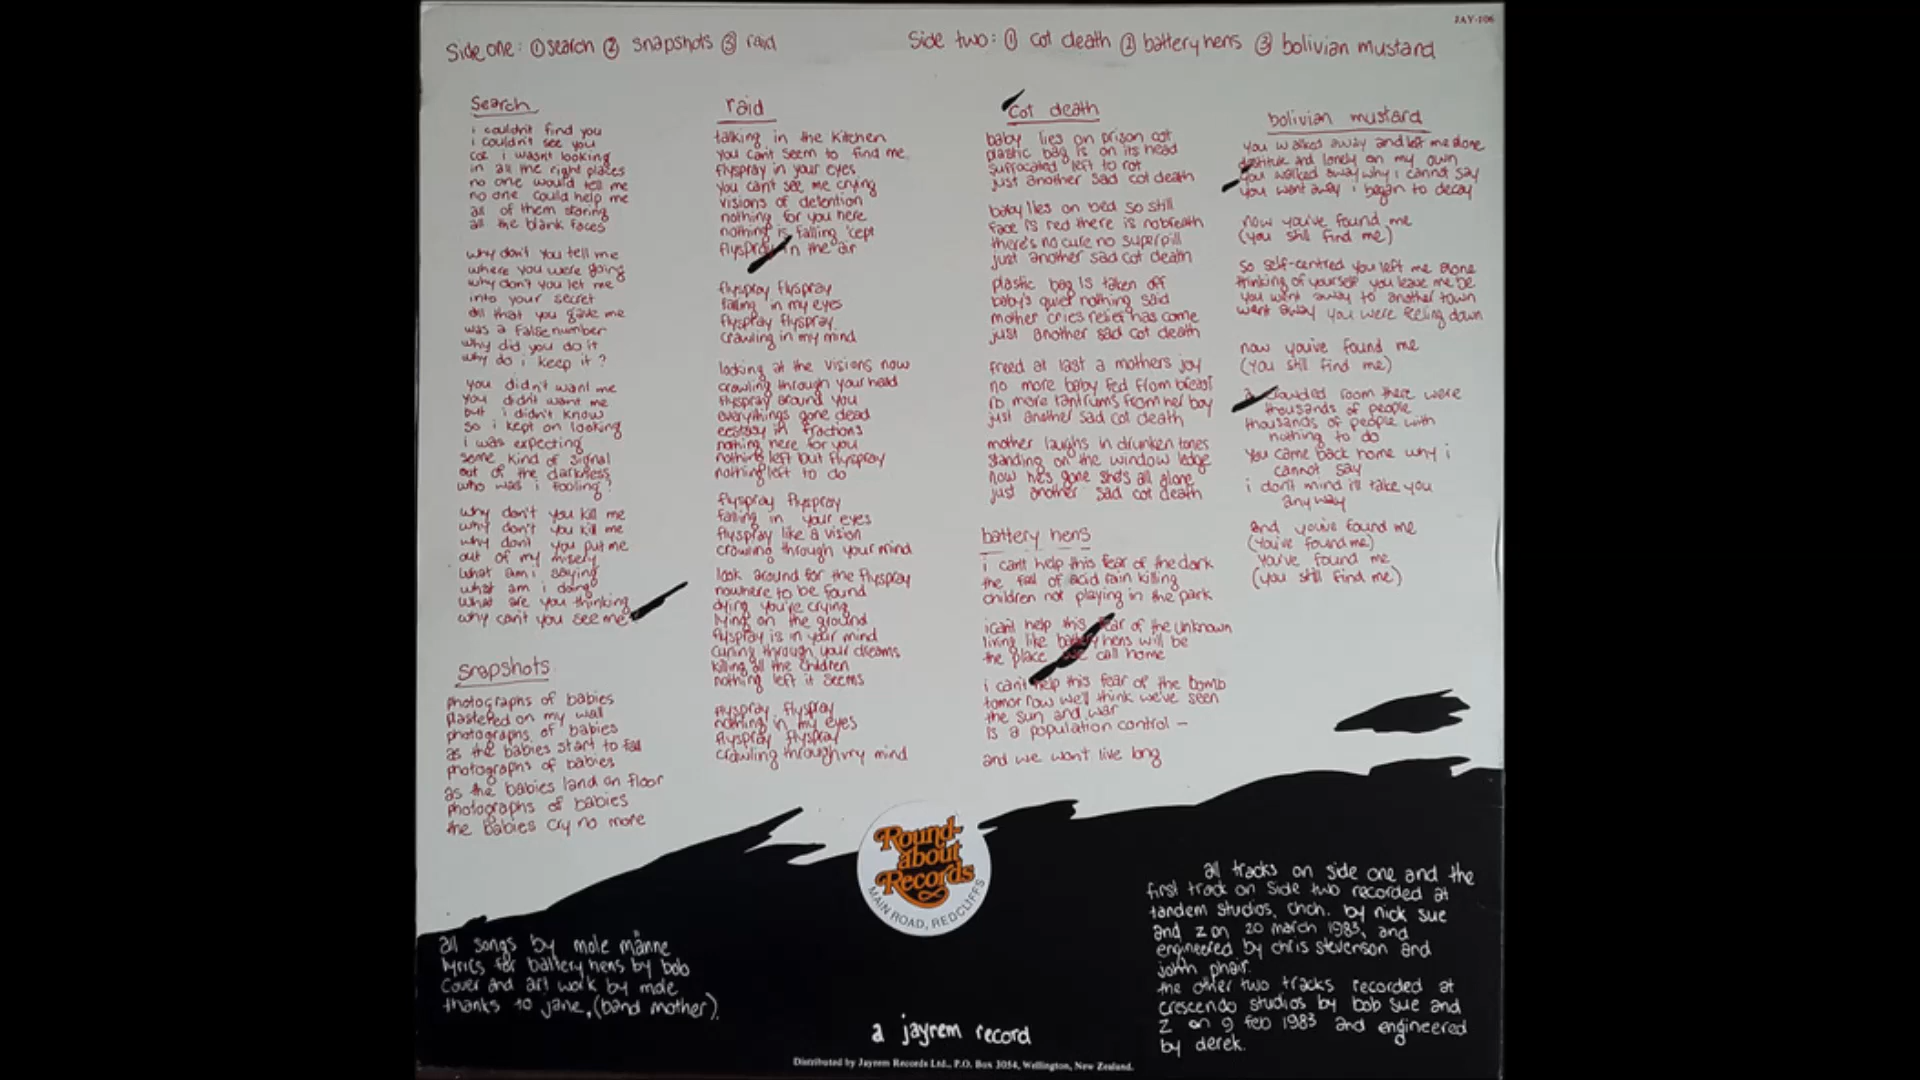 JAY-106
Side one: ① search ② snapshots ③ raid
Side two: ① cot death ② battery hens ③ bolivian mustard
Search
i couldn't find you
i couldn't see you
cos i wasn't looking
in all the right places
no one would tell me
no one could help me
all of them staring
all the blank faces
why don't you tell me
where you were going
why don't you let me
into your secret
all that you gave me
was a false number
why did you do it
why do i keep it?
you didn't want me
you didn't want me
but i didn't know
so i kept on looking
i was expecting
some kind of signal
out of the darkness
who was i fooling?
why don't you kill me
why don't you kill me
why don't you put me
out of my misery
what am i saying
what am i doing
what are you thinking
why can't you see me
Snapshots
photographs of babies
plastered on my wall
photographs of babies
as the babies start to fall
photographs of babies
as the babies land on floor
photographs of babies
the babies cry no more
raid
talking in the kitchen
you can't seem to find me
flyspray in your eyes
you can't see me crying
visions of detention
nothing for you here
nothing is falling 'cept
flyspray in the air
flyspray flyspray
falling in my eyes
flyspray flyspray
crawling in my mind
looking at the visions now
crawling through your head
flyspray around you
everythings gone dead
ecstasy in fractions
nothing here for you
nothing left but flyspray
nothing left to do
flyspray flyspray
falling in your eyes
flyspray like a vision
crawling through your mind
look around for the flyspray
nowhere to be found
dying you're crying
lying on the ground
flyspray is in your mind
curling through your dreams
killing all the children
nothing left it seems
flyspray flyspray
nothing in my eyes
flyspray flyspray
crawling through my mind
cot death
baby lies on prison cot
plastic bag is on its head
suffocated left to rot
just another sad cot death
baby lies on bed so still
face is red there is no breath
there's no cure no superpill
just another sad cot death
plastic bag is taken off
baby's quiet nothing said
mother cries relief has come
just another sad cot death
freed at last a mothers joy
no more baby fed from breast
no more tantrums from her boy
just another sad cot death
mother laughs in drunken tones
standing on the window ledge
now he's gone she's all alone
just another sad cot death
battery hens
i can't help this fear of the dark
the fall of acid rain killing
children not playing in the park
i can't help this fear of the unknown
living like battery hens will be
the place we call home
i can't help this fear of the bomb
tomorrow we'll think we've seen
the sun and war
is a population control –
and we won't live long
bolivian mustard
you walked away and left me alone
destitute and lonely on my own
you walked away why i cannot say
you went away i began to decay
now you've found me
(you still find me)
so self-centred you left me alone
thinking of yourself you leave me be
you went away to another town
went away you were feeling down
now you've found me
(you still find me)
a crowded room there were
thousands of people
thousands of people with
nothing to do
you came back home why i
cannot say
i don't mind i'll take you
anyway
and you've found me
(you've found me)
you've found me
(you still find me)
Round-
about
Records
MAIN ROAD, REDCLIFFS
all songs by mole männe
lyrics for battery hens by bob
cover and art work by mole
thanks to jane, (band mother).
a jayrem record
Distributed by Jayrem Records Ltd., P.O. Box 3054, Wellington, New Zealand.
all tracks on side one and the
first track on side two recorded at
tandem studios, chch. by nick sue
and z on 20 march 1983, and
engineered by chris stevenson and
john phair.
the other two tracks recorded at
crescendo studios by bob sue and
z on 9 feb 1983 and engineered
by derek.